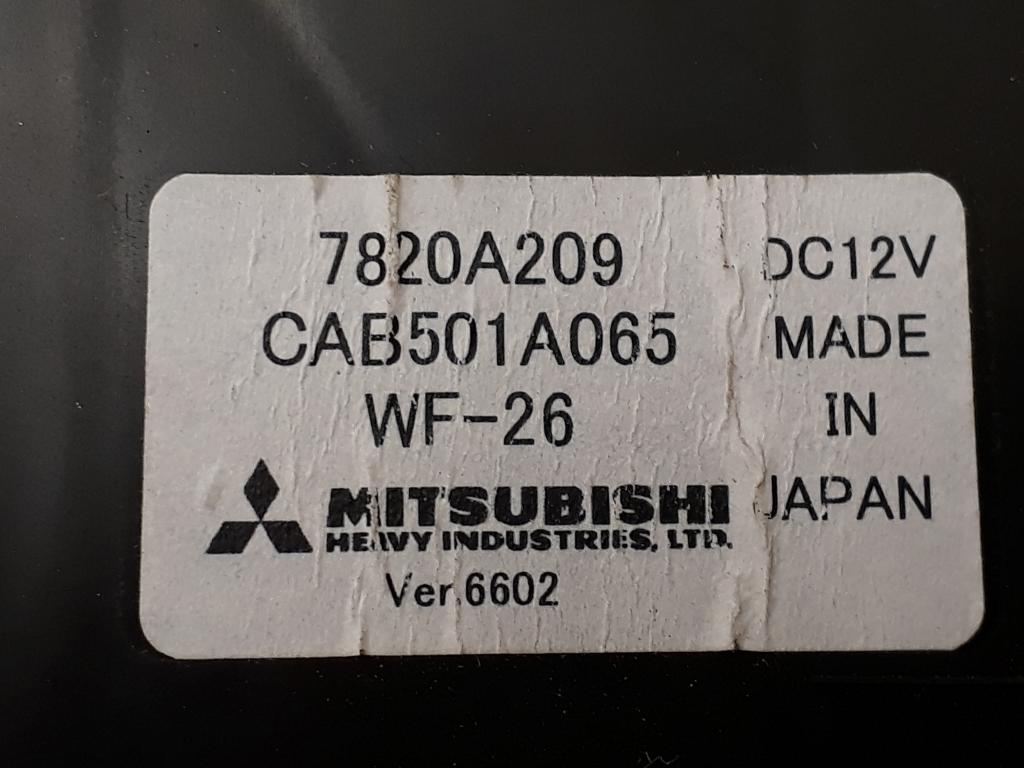 7820A209
CAB501A065
WF-26
MITSUBISHI
HEAVY INDUSTRIES, LTD.
Ver.6602
DC12V
MADE
IN
JAPAN